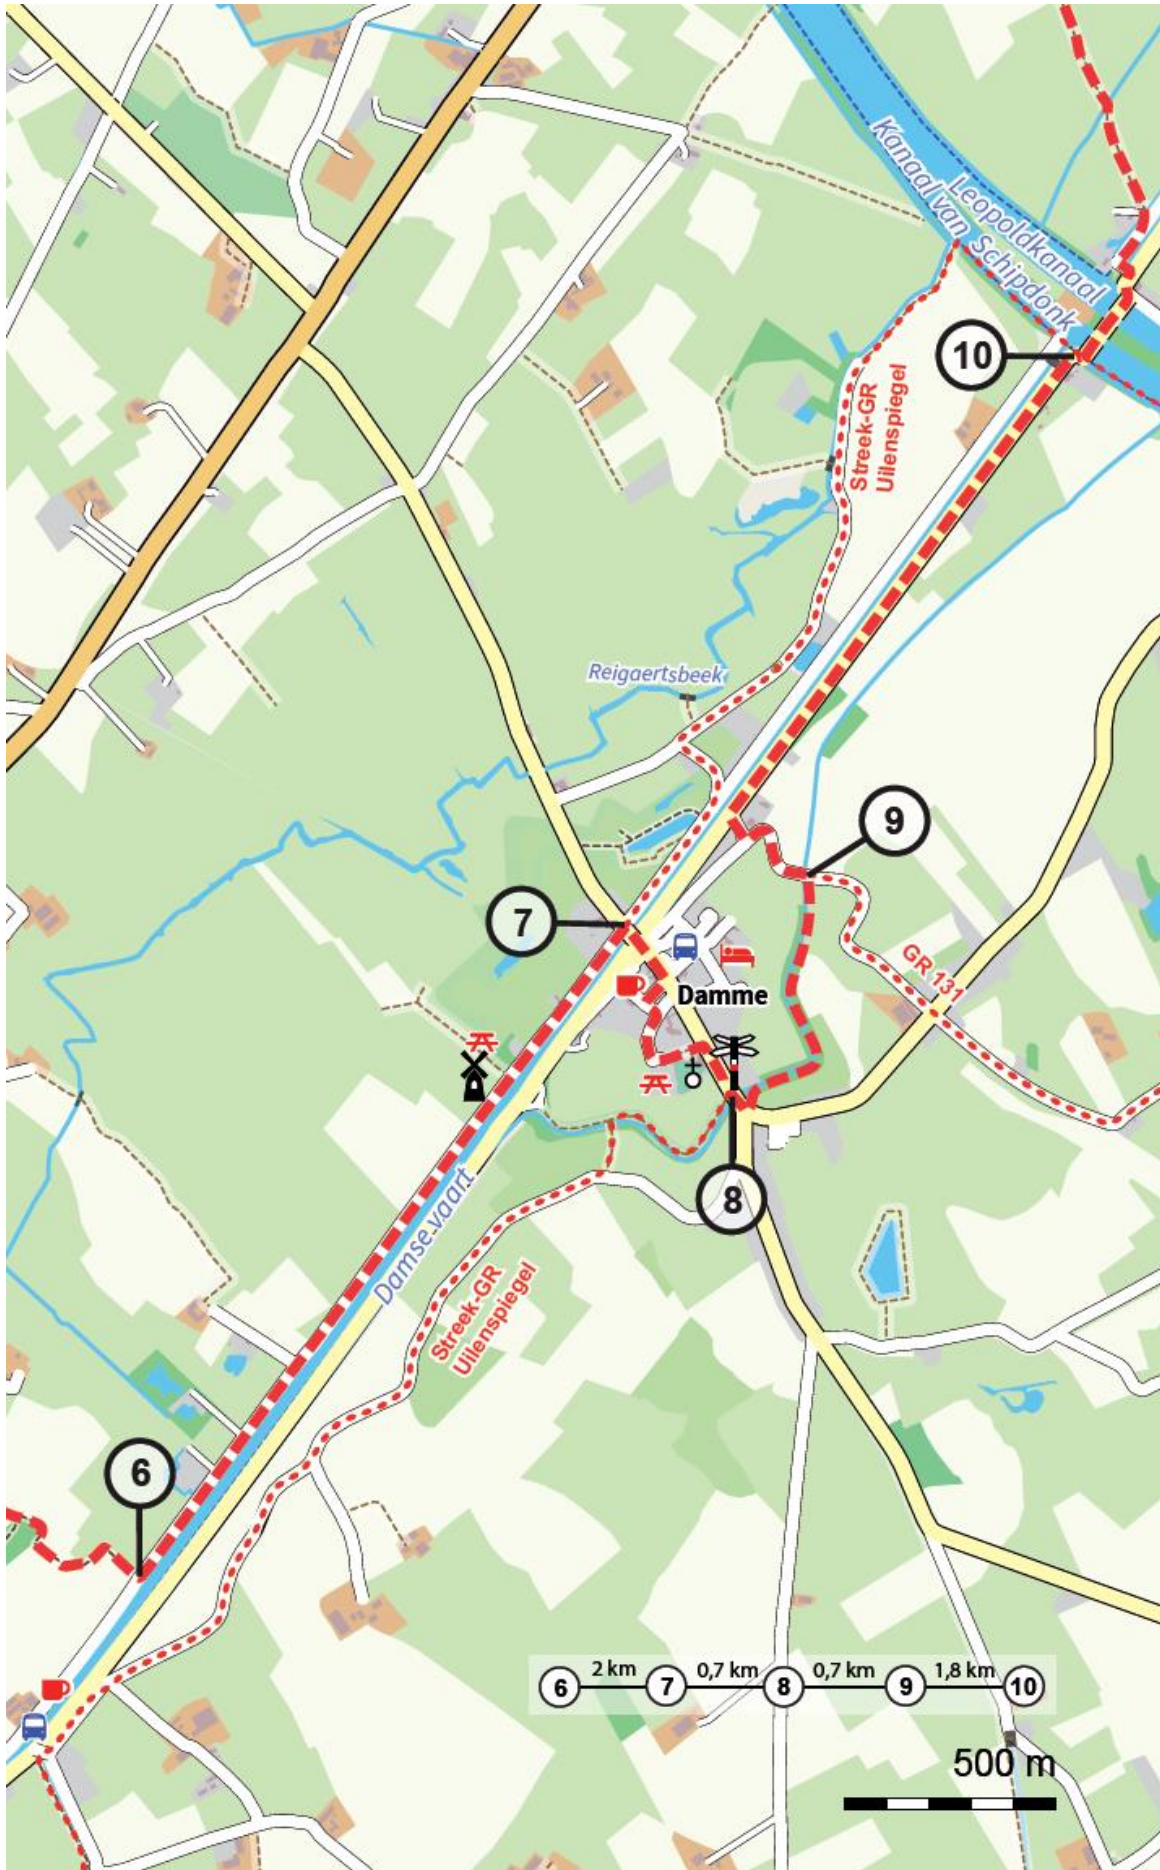 Kanaal van Schipdonk
Leopoldkanaal
10
Streek-GR
Uilenspiegel
Reigaertsbeek
9
7
GR 131
Damme
8
Damse vaart
Streek-GR
Uilenspiegel
6
2 km 0,7 km 0,7 km 1,8 km
6 7 8 9 10
500 m